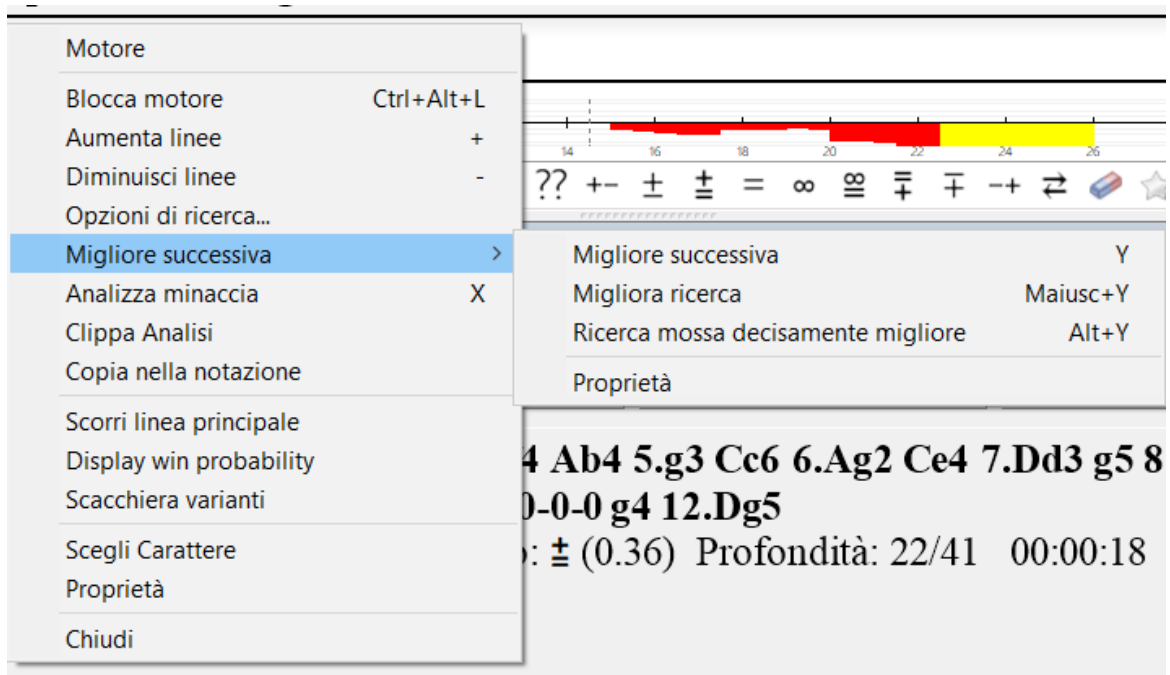 Motore
Blocca motore Ctrl+Alt+L
Aumenta linee +
Diminuisci linee -
Opzioni di ricerca...
Migliore successiva >
Analizza minaccia X
Clippa Analisi
Copia nella notazione
Scorri linea principale
Display win probability
Scacchiera varianti
Scegli Carattere
Proprietà
Chiudi
14 16 18 20 22 24 26
?? +− ± ⩲ = ∞ =∞ ⩱ ∓ −+ ⇄
Migliore successiva Y
Migliora ricerca Maiusc+Y
Ricerca mossa decisamente migliore Alt+Y
Proprietà
4 Ab4 5.g3 Cc6 6.Ag2 Ce4 7.Dd3 g5 8
0-0-0 g4 12.Dg5
: ⩲ (0.36) Profondità: 22/41 00:00:18